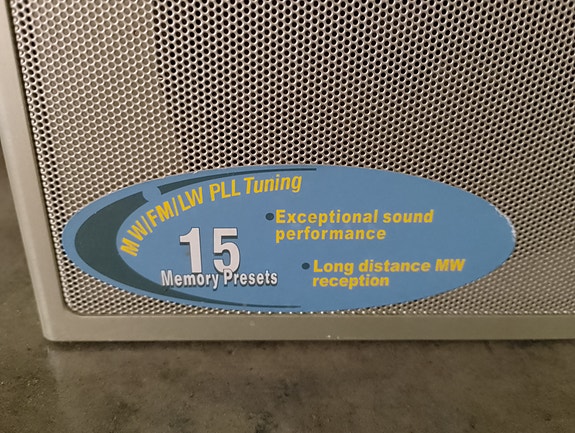 MW/FM/LW PLL Tuning
15
Memory Presets
•Exceptional sound
performance
•Long distance MW
reception